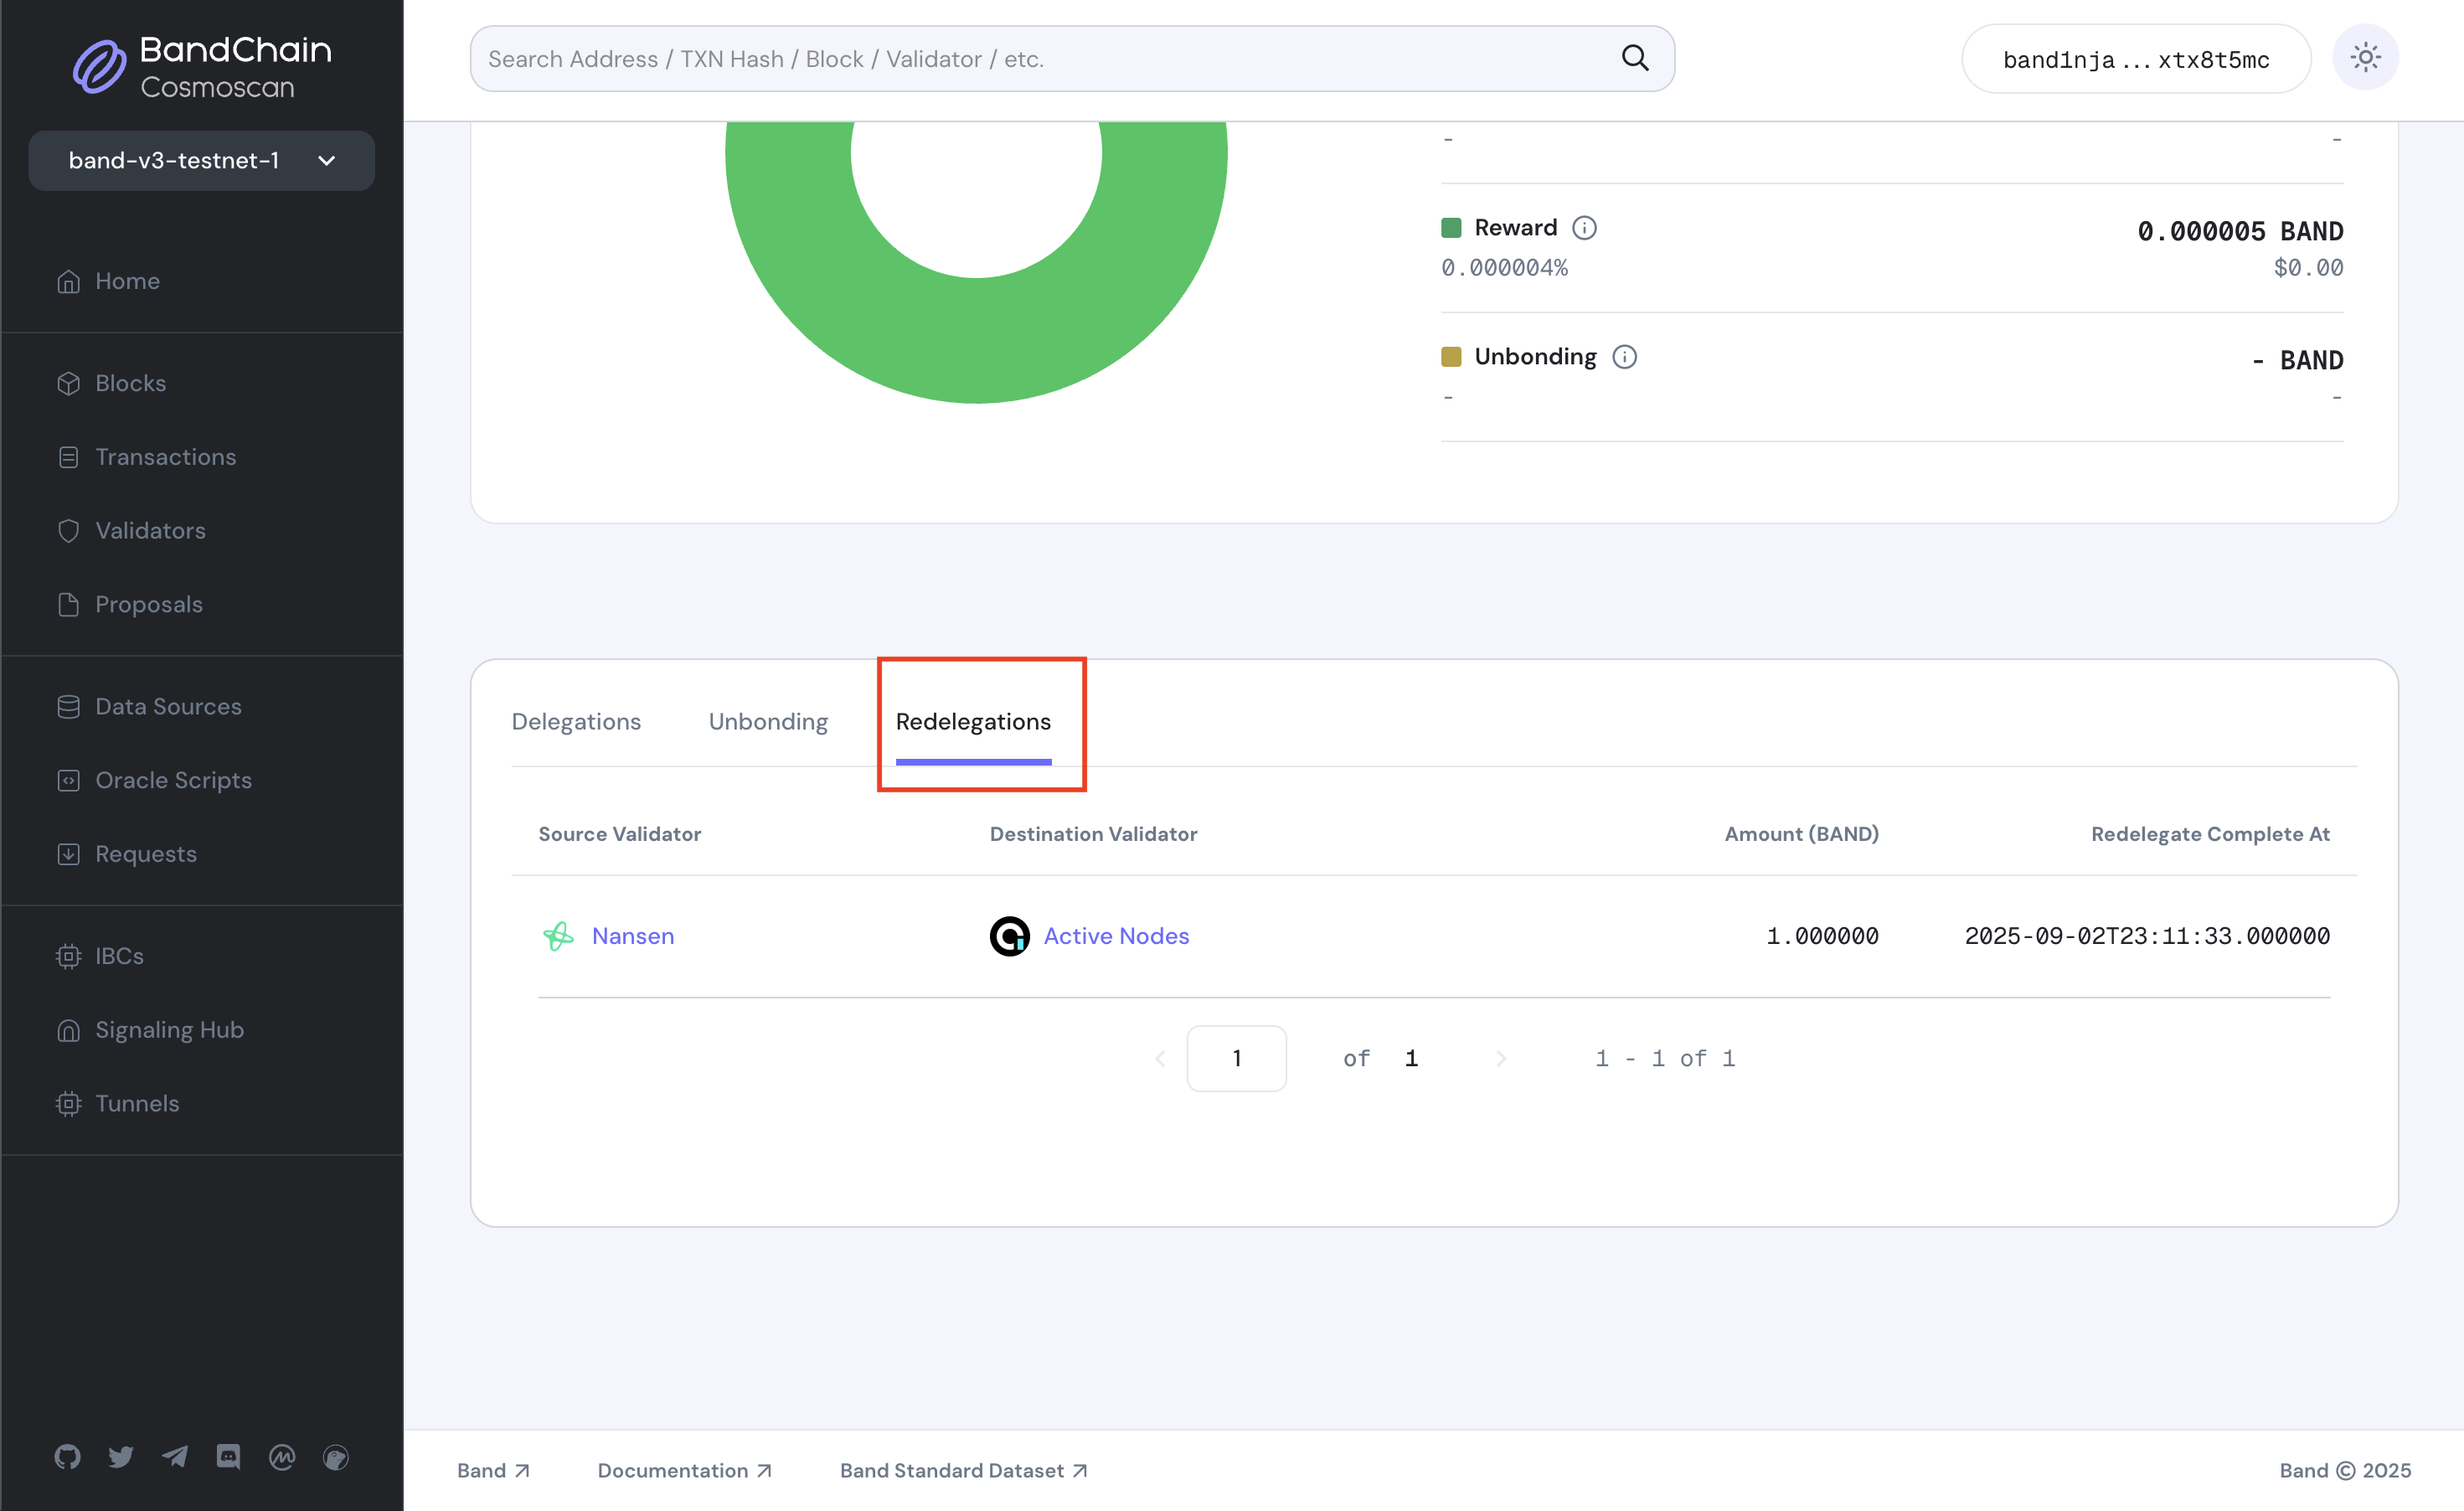 BandChain
Cosmoscan
band-v3-testnet-1
Home
Blocks
Transactions
Validators
Proposals
Data Sources
Oracle Scripts
Requests
IBCs
Signaling Hub
Tunnels
Search Address / TXN Hash / Block / Validator / etc.
band1nja ... xtx8t5mc
- -
Reward 0.000005 BAND
0.000004% $0.00
Unbonding - BAND
- -
Delegations Unbonding Redelegations
Source Validator Destination Validator Amount (BAND) Redelegate Complete At
Nansen Active Nodes 1.000000 2025-09-02T23:11:33.000000
1 of 1 1 - 1 of 1
Band Documentation Band Standard Dataset Band © 2025